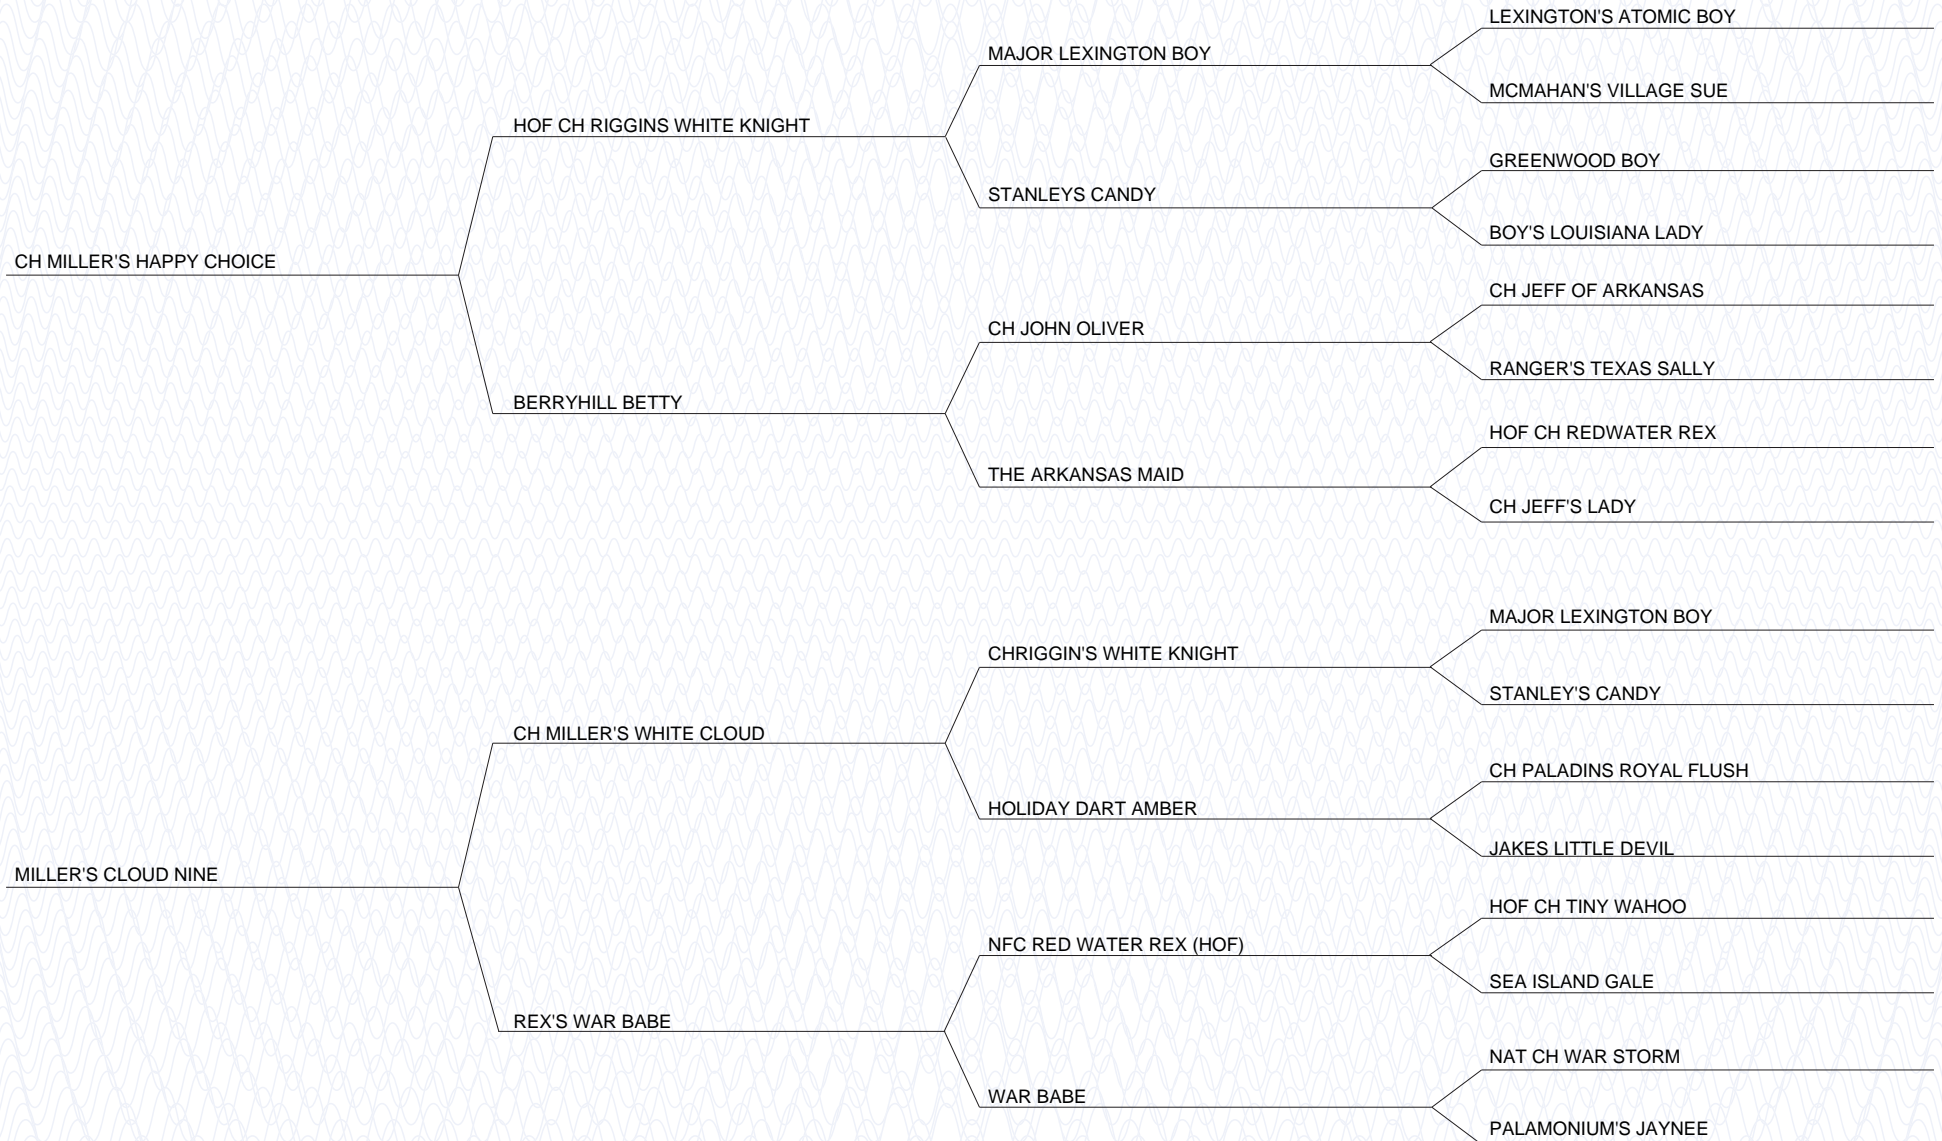 LEXINGTON'S ATOMIC BOY
MAJOR LEXINGTON BOY
MCMAHAN'S VILLAGE SUE
HOF CH RIGGINS WHITE KNIGHT
GREENWOOD BOY
STANLEYS CANDY
BOY'S LOUISIANA LADY
CH MILLER'S HAPPY CHOICE
CH JEFF OF ARKANSAS
CH JOHN OLIVER
RANGER'S TEXAS SALLY
BERRYHILL BETTY
HOF CH REDWATER REX
THE ARKANSAS MAID
CH JEFF'S LADY
MAJOR LEXINGTON BOY
CHRIGGIN'S WHITE KNIGHT
STANLEY'S CANDY
CH MILLER'S WHITE CLOUD
CH PALADINS ROYAL FLUSH
HOLIDAY DART AMBER
JAKES LITTLE DEVIL
MILLER'S CLOUD NINE
HOF CH TINY WAHOO
NFC RED WATER REX (HOF)
SEA ISLAND GALE
REX'S WAR BABE
NAT CH WAR STORM
WAR BABE
PALAMONIUM'S JAYNEE